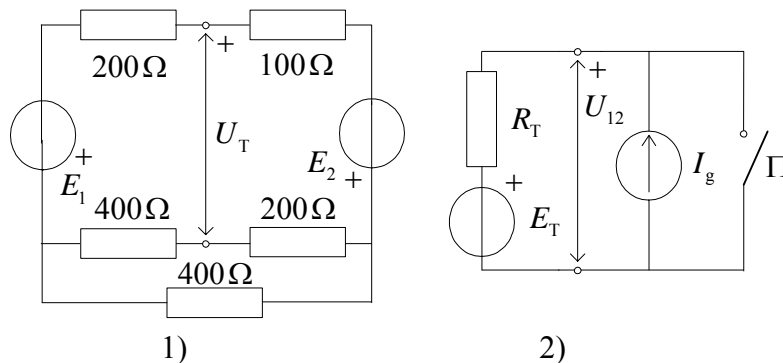 200Ω 100Ω
+
U_T
E_1 +
E_2 +
400Ω 200Ω
400Ω
1)
R_T
+
E_T
+
U_12
I_g
П
2)